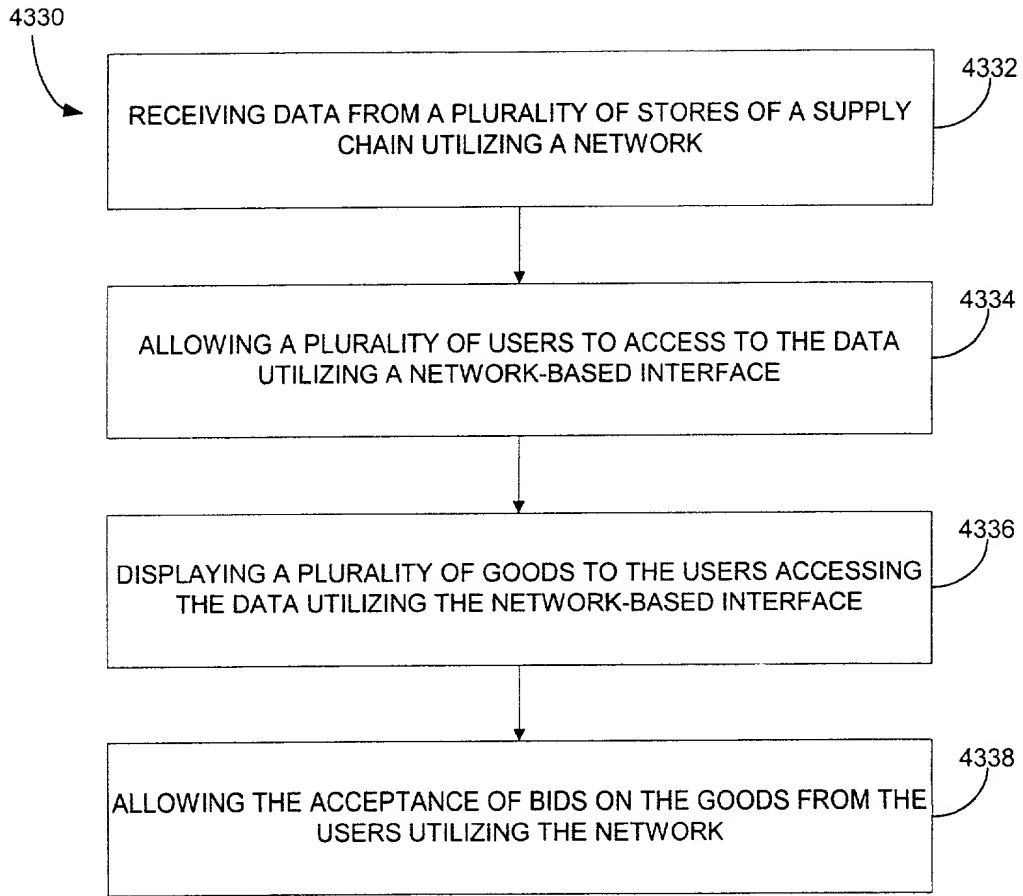 4330
4332
RECEIVING DATA FROM A PLURALITY OF STORES OF A SUPPLY
CHAIN UTILIZING A NETWORK
4334
ALLOWING A PLURALITY OF USERS TO ACCESS TO THE DATA
UTILIZING A NETWORK-BASED INTERFACE
4336
DISPLAYING A PLURALITY OF GOODS TO THE USERS ACCESSING
THE DATA UTILIZING THE NETWORK-BASED INTERFACE
4338
ALLOWING THE ACCEPTANCE OF BIDS ON THE GOODS FROM THE
USERS UTILIZING THE NETWORK